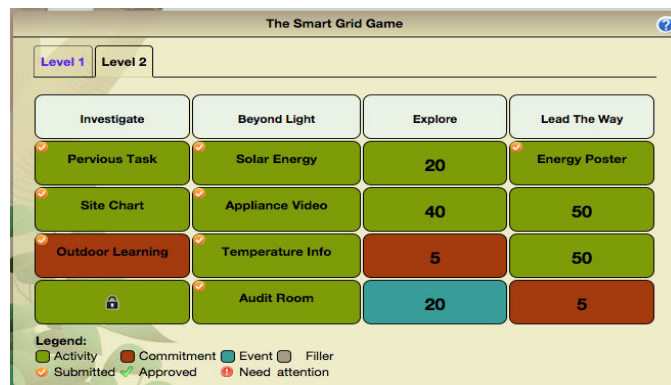 The Smart Grid Game
?
Level 1 Level 2
Investigate Beyond Light Explore Lead The Way
Pervious Task Solar Energy 20 Energy Poster
Site Chart Appliance Video 40 50
Outdoor Learning Temperature Info 5 50
Audit Room 20 5
Legend:
Activity Commitment Event Filler
Submitted Approved Need attention